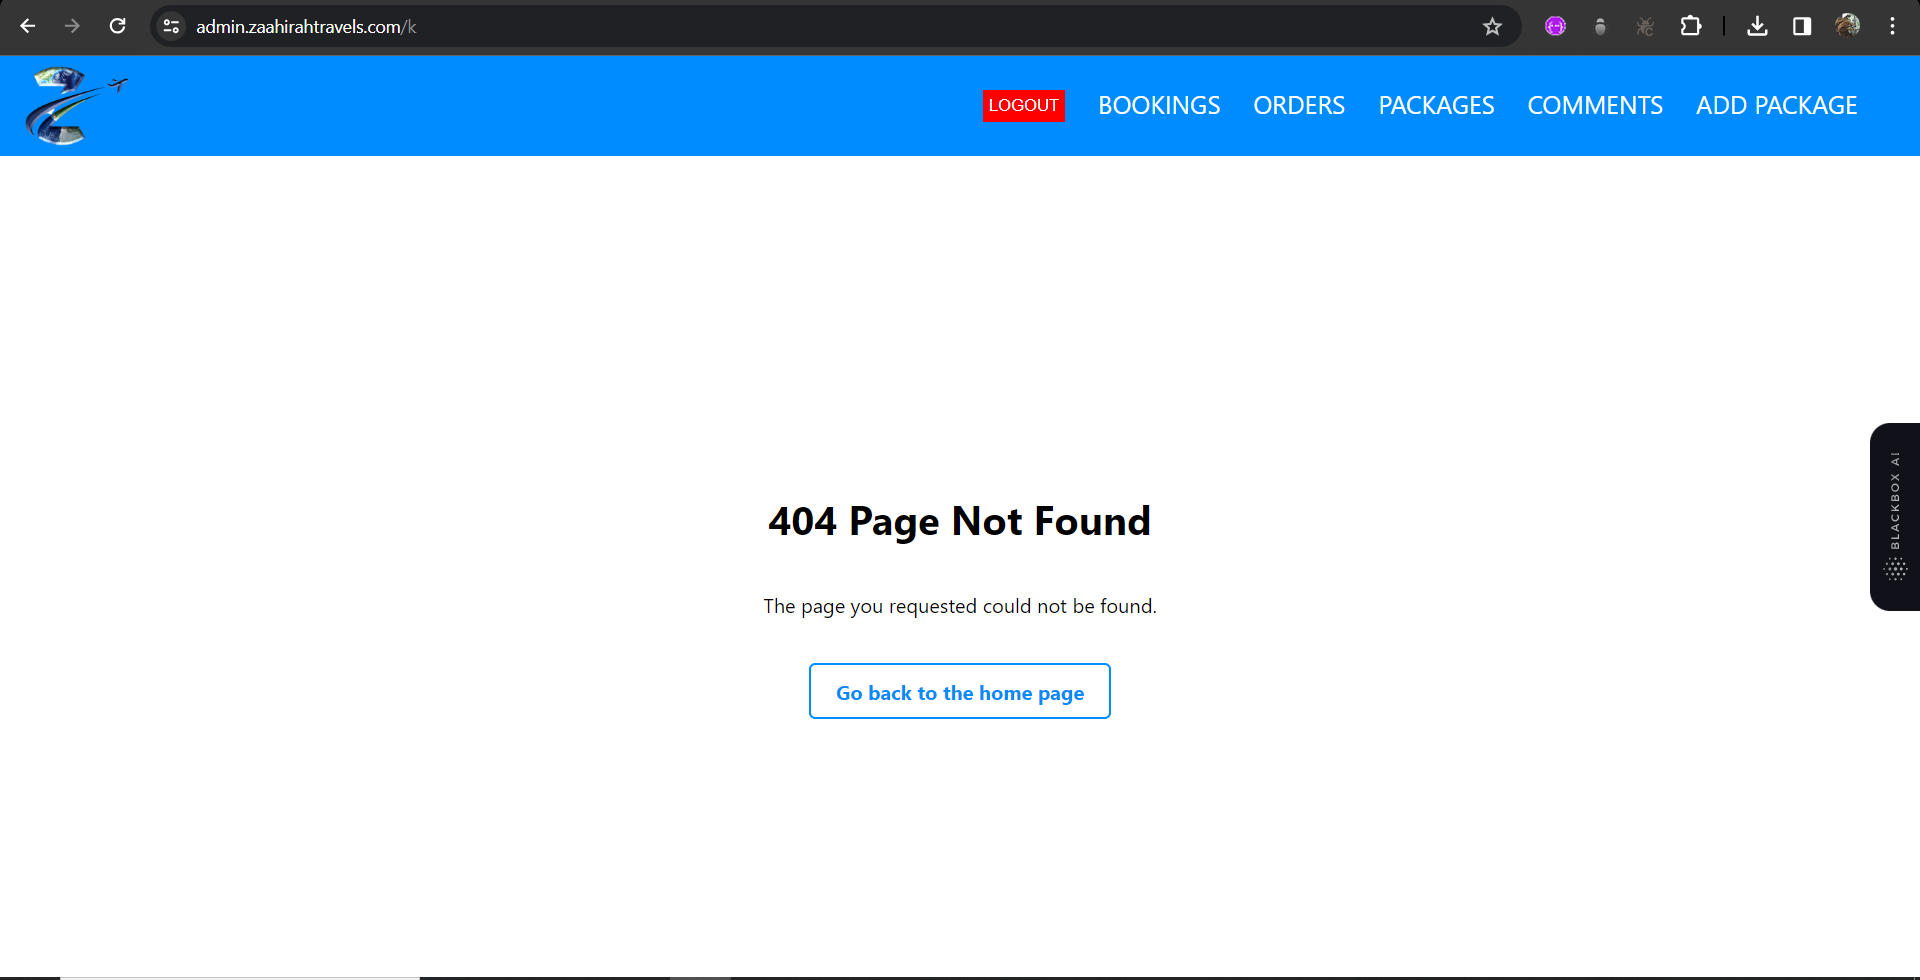 admin.zaahirahtravels.com/k
LOGOUT BOOKINGS ORDERS PACKAGES COMMENTS ADD PACKAGE
404 Page Not Found
The page you requested could not be found.
Go back to the home page
BLACKBOX AI